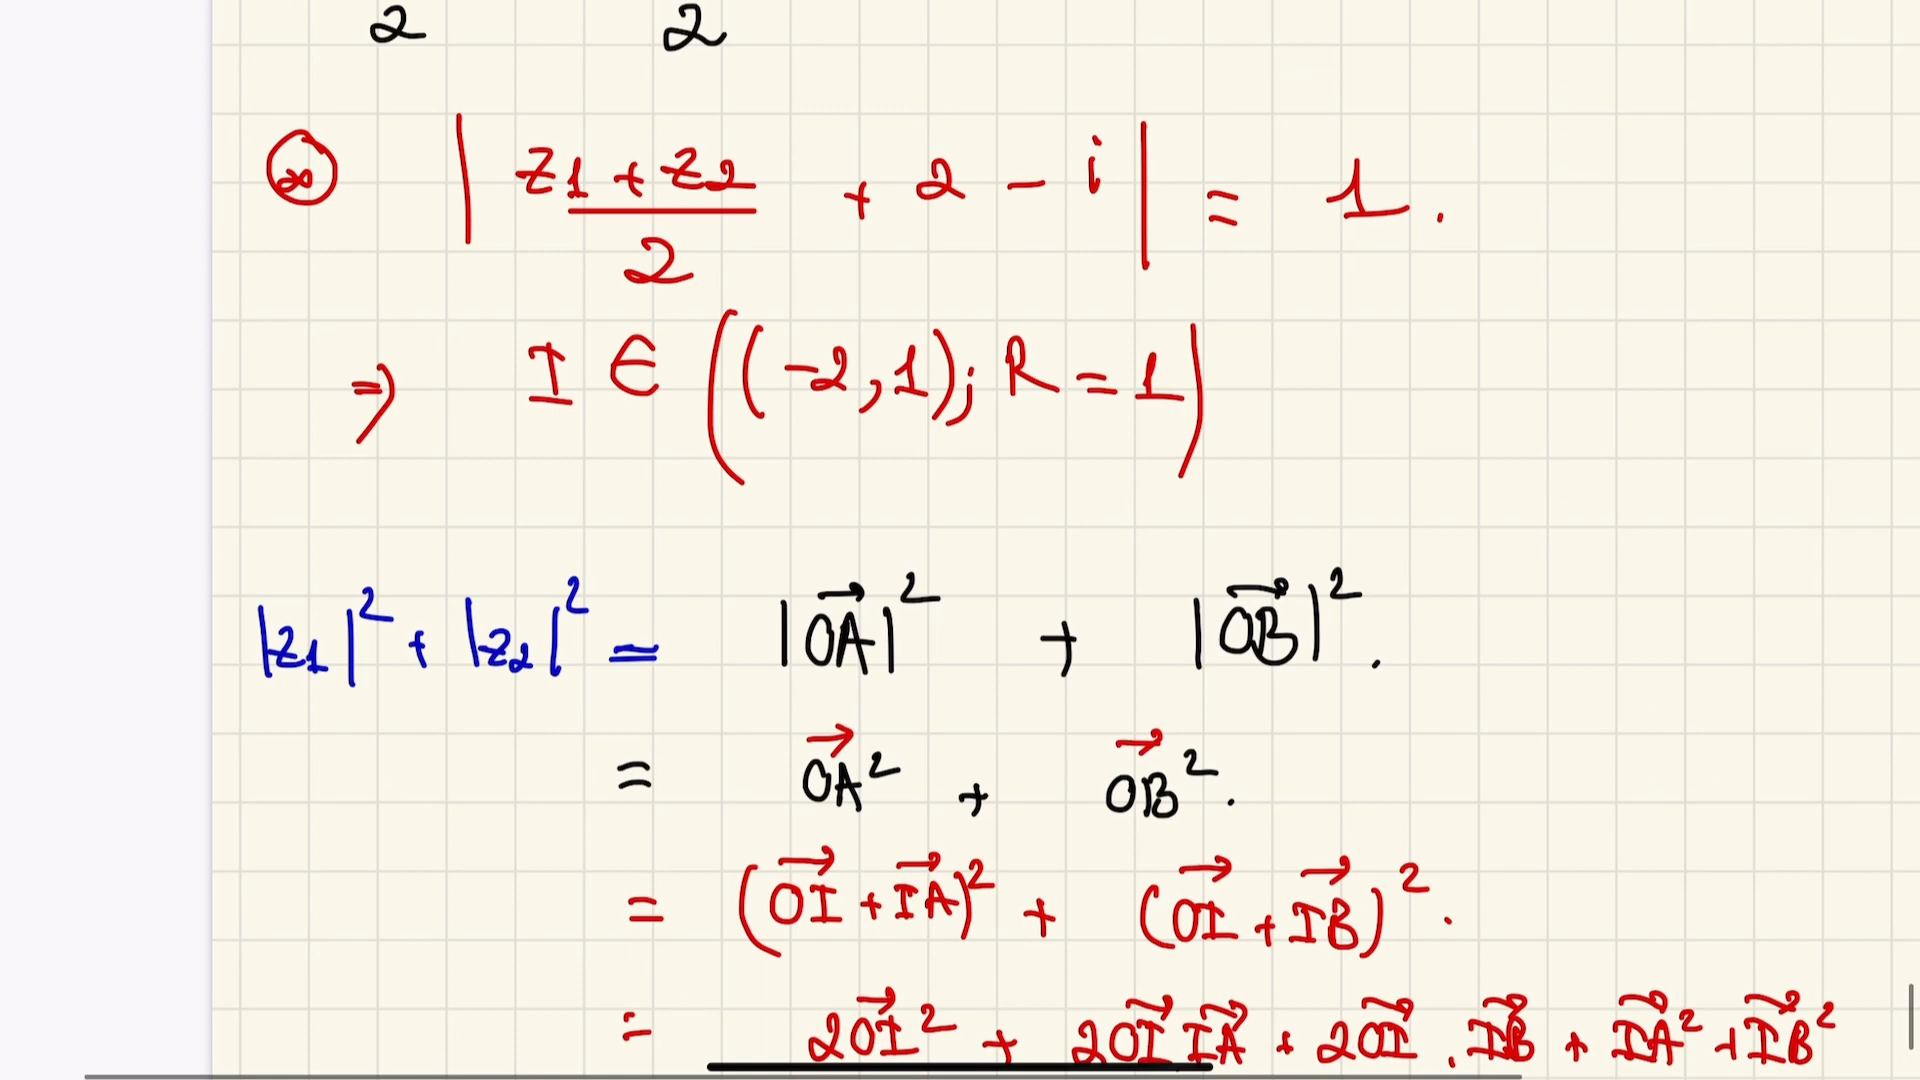 2 2
⊛ | z1 + z2 / 2 + 2 - i | = 1.
⇒ I ∈ ((-2, 1); R = 1)
|z1|² + |z2|² = |OA→|² + |OB→|².
= OA→² + OB→².
= (OI→ + IA→)² + (OI→ + IB→)².
= 2OI→² + 2OI→ IA→ + 2OI→ . IB→ + IA→² + IB→²